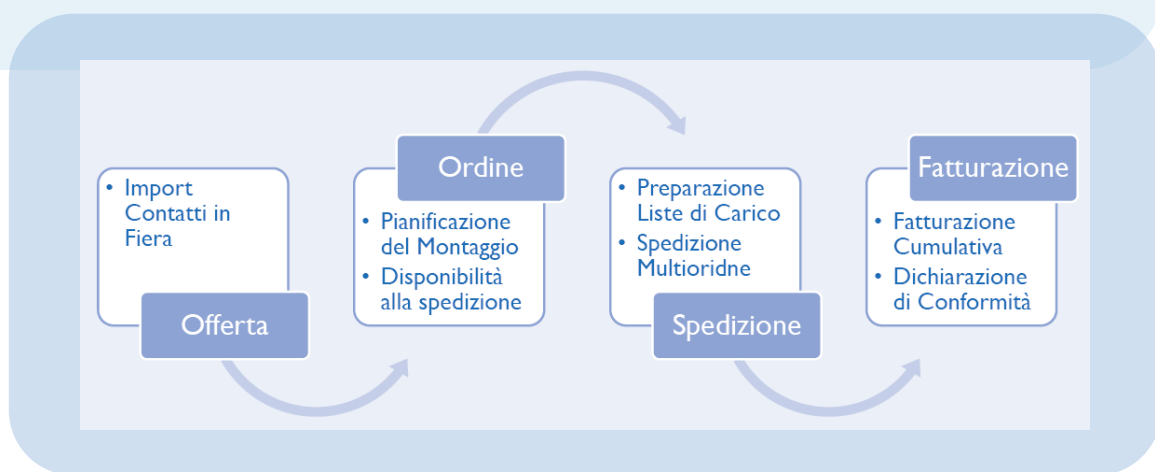 • Import
Contatti in
Fiera
Offerta
Ordine
• Pianificazione
del Montaggio
• Disponibilità
alla spedizione
• Preparazione
Liste di Carico
• Spedizione
Multioridne
Spedizione
Fatturazione
• Fatturazione
Cumulativa
• Dichiarazione
di Conformità